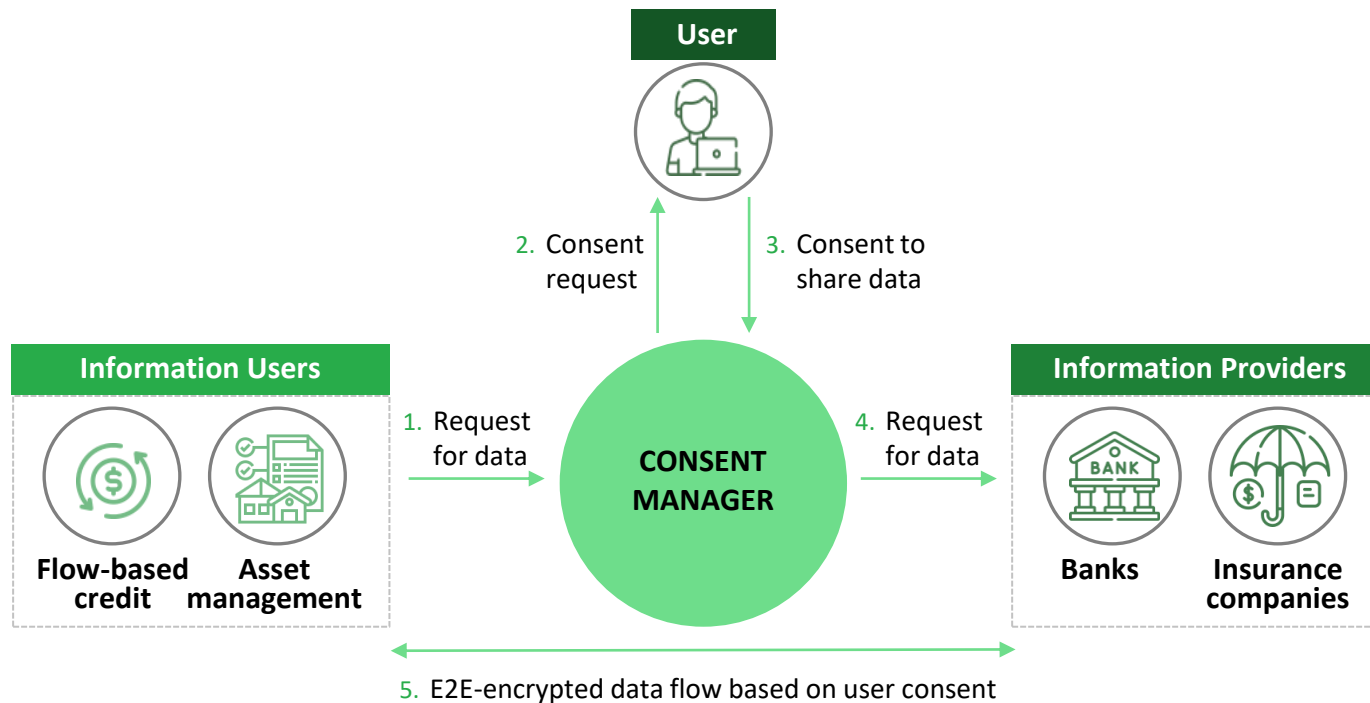 User
2. Consent
request
3. Consent to
share data
Information Users
Flow-based
credit
Asset
management
1. Request
for data
CONSENT
MANAGER
4. Request
for data
Information Providers
BANK
Banks
Insurance
companies
5. E2E-encrypted data flow based on user consent